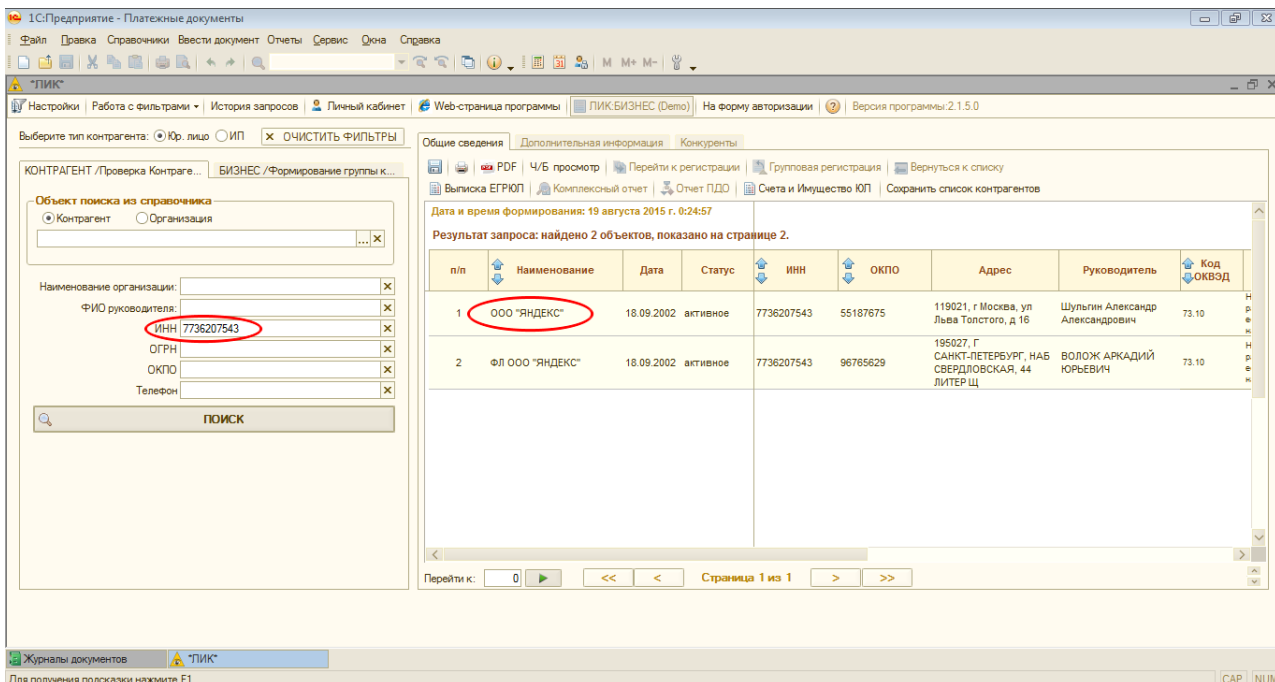 1С:Предприятие - Платежные документы
Файл Правка Справочники Ввести документ Отчеты Сервис Окна Справка
M M+ M-
*ПИК*
Настройки Работа с фильтрами История запросов Личный кабинет Web-страница программы ПИК:БИЗНЕС (Demo) На форму авторизации Версия программы:2.1.5.0
Выберите тип контрагента: Юр. лицо ИП ОЧИСТИТЬ ФИЛЬТРЫ
КОНТРАГЕНТ /Проверка Контраге... БИЗНЕС /Формирование группы к...
Объект поиска из справочника
Контрагент Организация
...
Наименование организации:
ФИО руководителя:
ИНН 7736207543
ОГРН
ОКПО
Телефон
ПОИСК
Общие сведения Дополнительная информация Конкуренты
PDF Ч/Б просмотр Перейти к регистрации Групповая регистрация Вернуться к списку
Выписка ЕГРЮЛ Комплексный отчет Отчет ПДО Счета и Имущество ЮЛ Сохранить список контрагентов
Дата и время формирования: 19 августа 2015 г. 0:24:57
Результат запроса: найдено 2 объектов, показано на странице 2.
п/п Наименование Дата Статус ИНН ОКПО Адрес Руководитель Код ОКВЭД
1 ООО "ЯНДЕКС" 18.09.2002 активное 7736207543 55187675 119021, г Москва, ул Льва Толстого, д 16 Шульгин Александр Александрович 73.10
2 ФЛ ООО "ЯНДЕКС" 18.09.2002 активное 7736207543 96765629 195027, Г САНКТ-ПЕТЕРБУРГ, НАБ СВЕРДЛОВСКАЯ, 44 ЛИТЕР Щ ВОЛОЖ АРКАДИЙ ЮРЬЕВИЧ 73.10
Перейти к: 0 << < Страница 1 из 1 > >>
Журналы документов *ПИК*
Для получения подсказки нажмите F1 CAP NUM